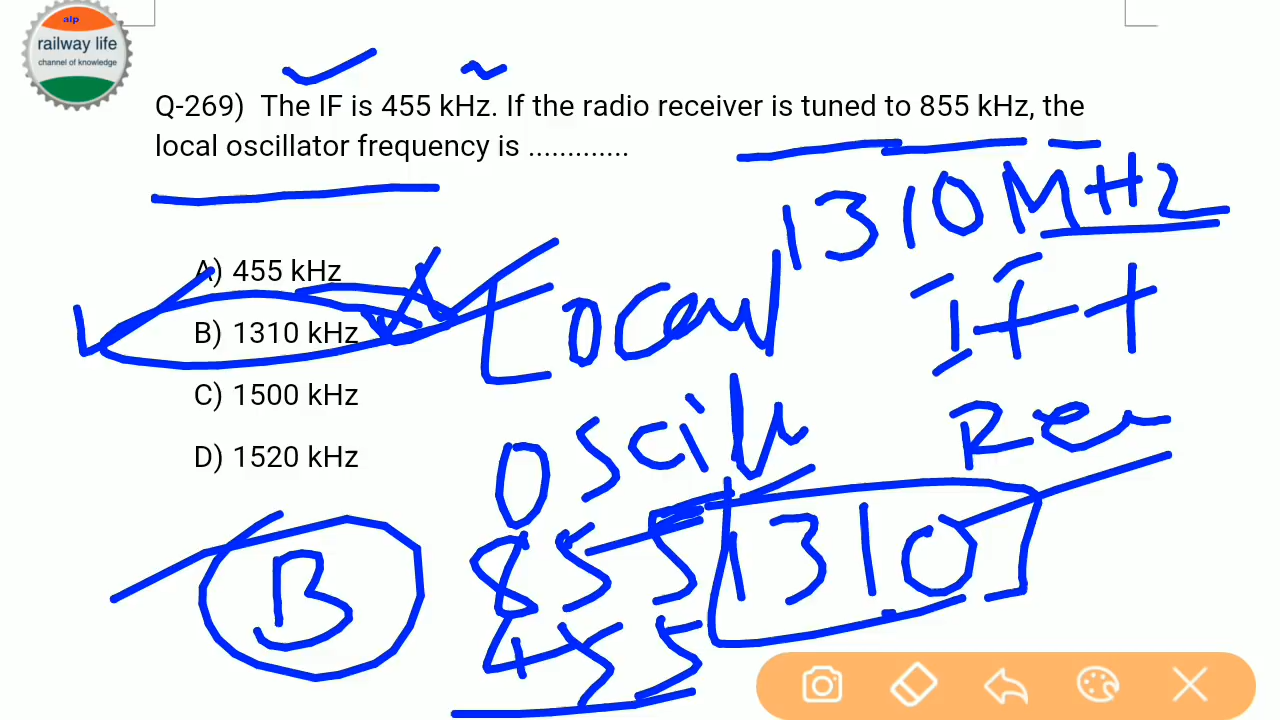 alp
railway life
channel of knowledge
Q-269) The IF is 455 kHz. If the radio receiver is tuned to 855 kHz, the
local oscillator frequency is .............
1310 MHz
A) 455 kHz
B) 1310 kHz
C) 1500 kHz
D) 1520 kHz
Local
IF +
Oscill
Rec
855
1310
455
B